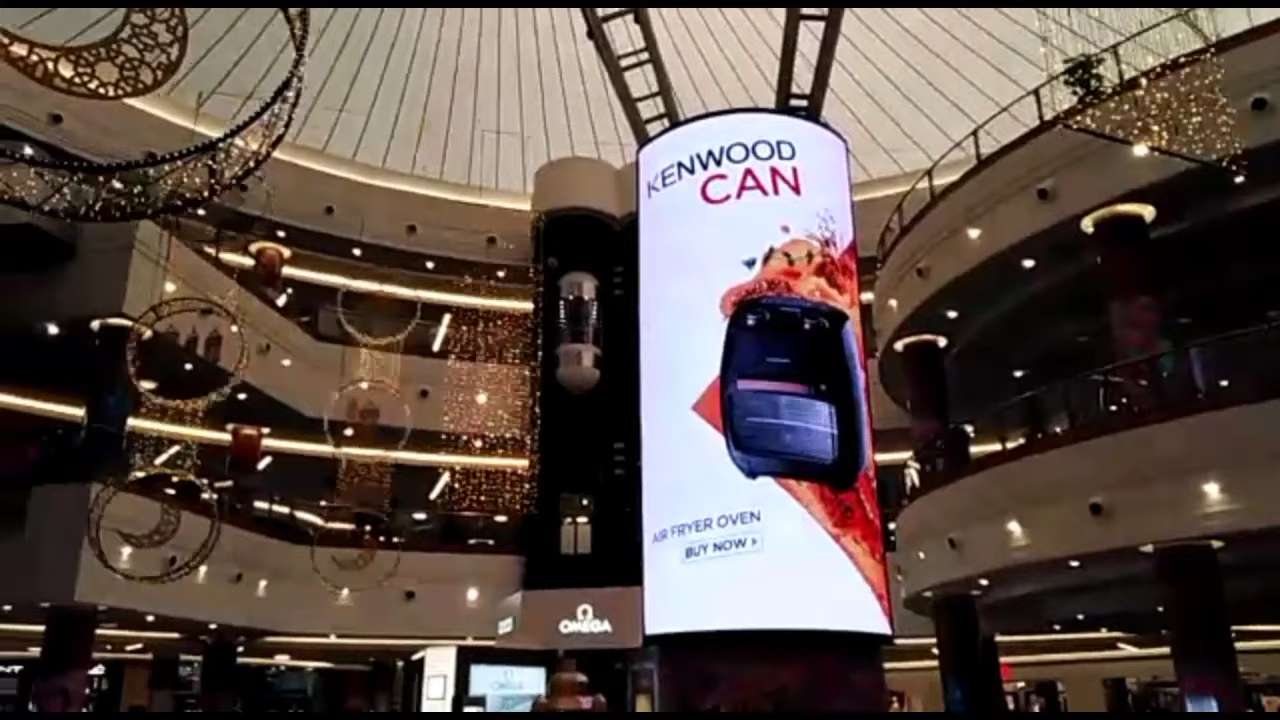 KENWOOD
CAN
AIR FRYER OVEN
BUY NOW >
Ω
OMEGA